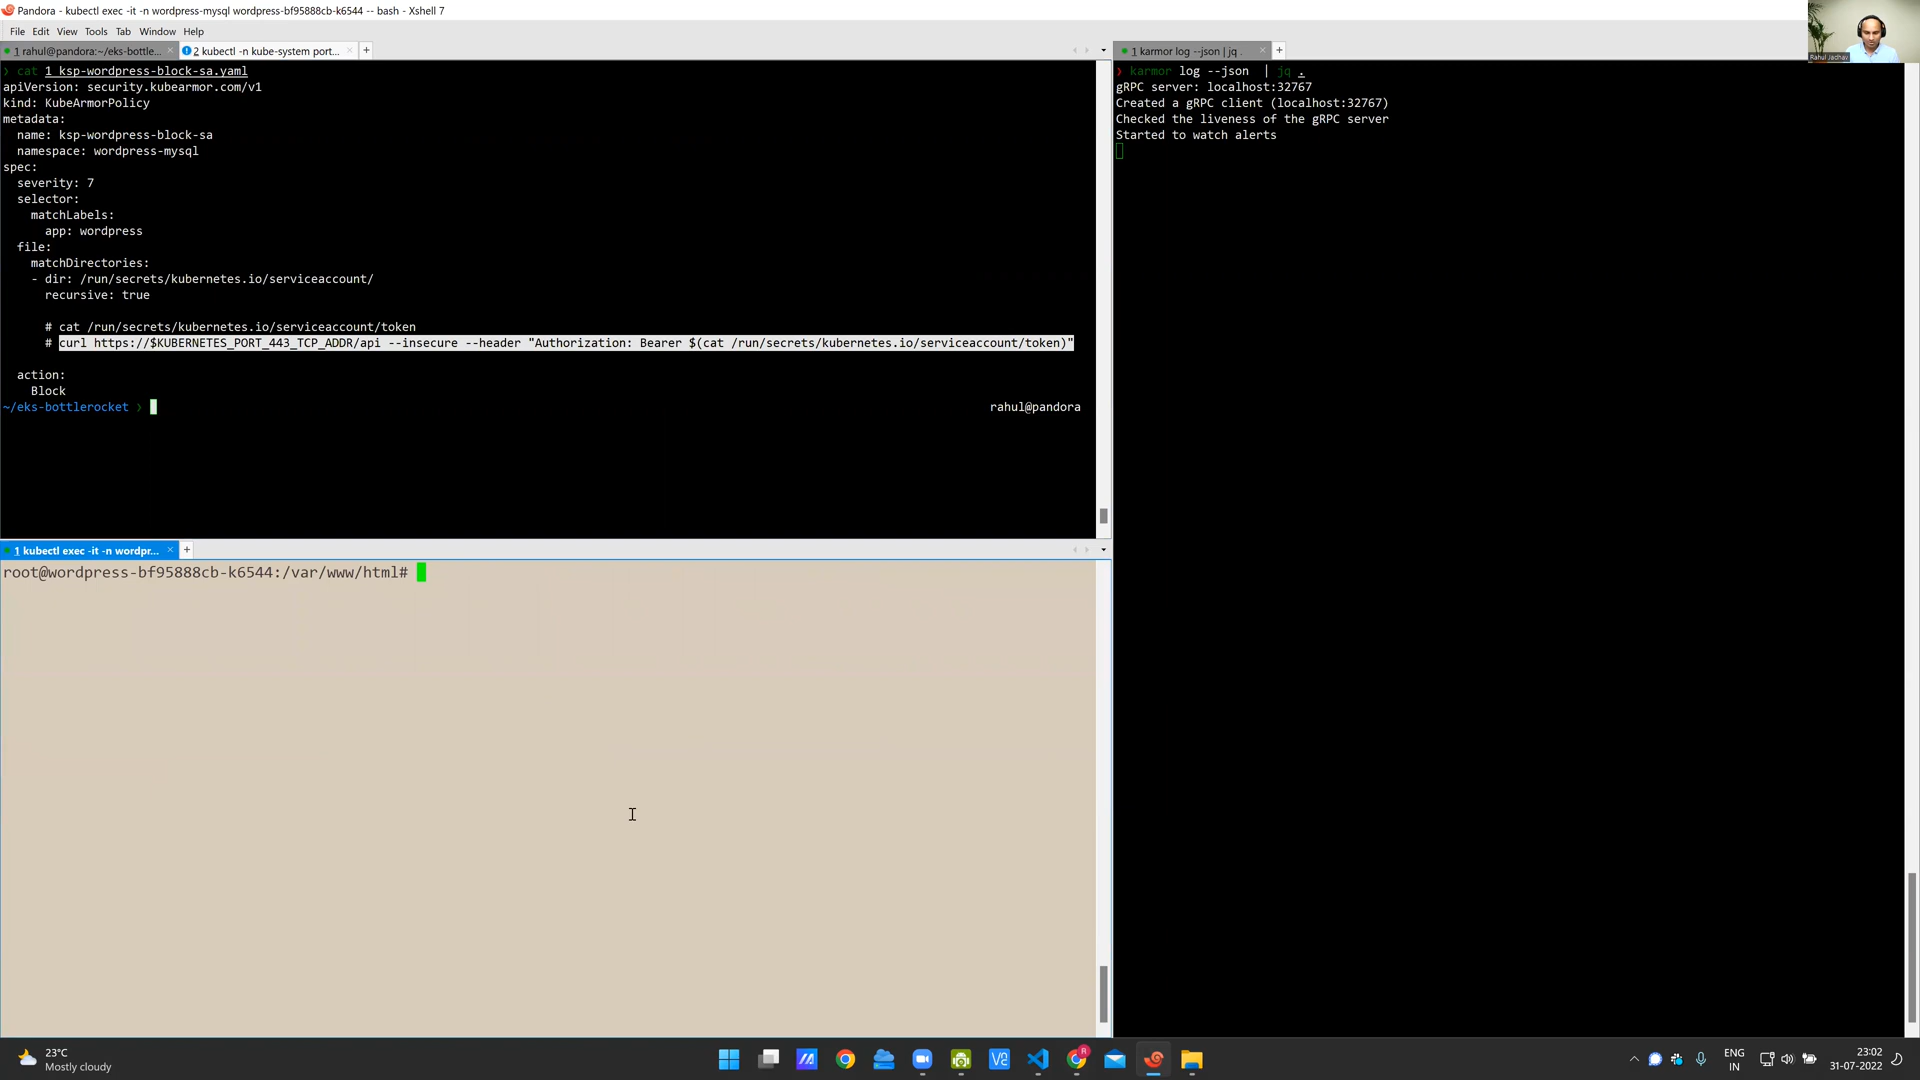 Pandora - kubectl exec -it -n wordpress-mysql wordpress-bf95888cb-k6544 -- bash - Xshell 7
File Edit View Tools Tab Window Help
1 rahul@pandora:~/eks-bottle...
2 kubectl -n kube-system port...
cat 1_ksp-wordpress-block-sa.yaml
apiVersion: security.kubearmor.com/v1
kind: KubeArmorPolicy
metadata:
  name: ksp-wordpress-block-sa
  namespace: wordpress-mysql
spec:
  severity: 7
  selector:
    matchLabels:
      app: wordpress
  file:
    matchDirectories:
    - dir: /run/secrets/kubernetes.io/serviceaccount/
      recursive: true
      # cat /run/secrets/kubernetes.io/serviceaccount/token
      # curl https://$KUBERNETES_PORT_443_TCP_ADDR/api --insecure --header "Authorization: Bearer $(cat /run/secrets/kubernetes.io/serviceaccount/token)"
  action:
    Block
~/eks-bottlerocket ❯ rahul@pandora
1 kubectl exec -it -n wordpr...
root@wordpress-bf95888cb-k6544:/var/www/html#
1 karmor log --json | jq .
❯ karmor log --json | jq .
gRPC server: localhost:32767
Created a gRPC client (localhost:32767)
Checked the liveness of the gRPC server
Started to watch alerts
Rahul Jadhav
23°C
Mostly cloudy
ENG
IN
23:02
31-07-2022